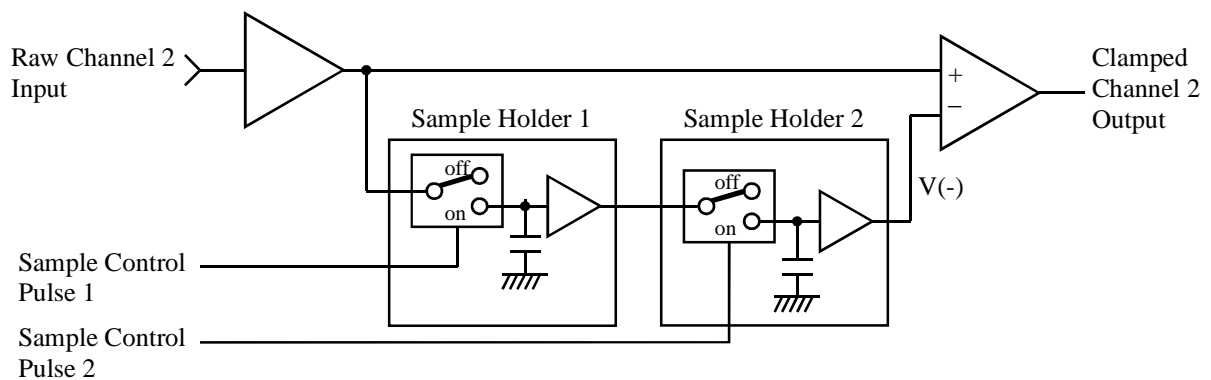 Raw Channel 2
Input
+
−
Clamped
Channel 2
Output
Sample Holder 1
Sample Holder 2
off
on
off
on
V(-)
Sample Control
Pulse 1
Sample Control
Pulse 2